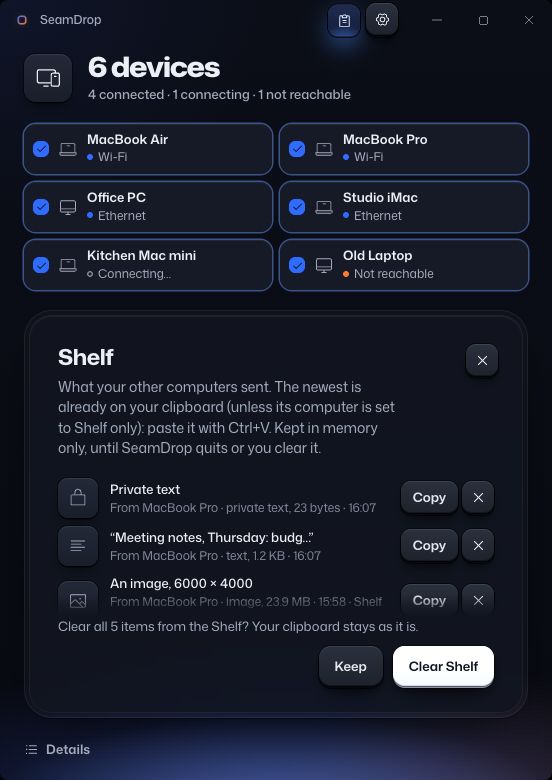 SeamDrop
6 devices
4 connected · 1 connecting · 1 not reachable
MacBook Air
Wi-Fi
MacBook Pro
Wi-Fi
Office PC
Ethernet
Studio iMac
Ethernet
Kitchen Mac mini
Connecting...
Old Laptop
Not reachable
Shelf
What your other computers sent. The newest is
already on your clipboard (unless its computer is set
to Shelf only): paste it with Ctrl+V. Kept in memory
only, until SeamDrop quits or you clear it.
Private text
From MacBook Pro · private text, 23 bytes · 16:07
Copy
“Meeting notes, Thursday: budg...”
From MacBook Pro · text, 1.2 KB · 16:07
Copy
An image, 6000 × 4000
From MacBook Pro · image, 23.9 MB · 15:58 · Shelf
Copy
Clear all 5 items from the Shelf? Your clipboard stays as it is.
Keep
Clear Shelf
Details